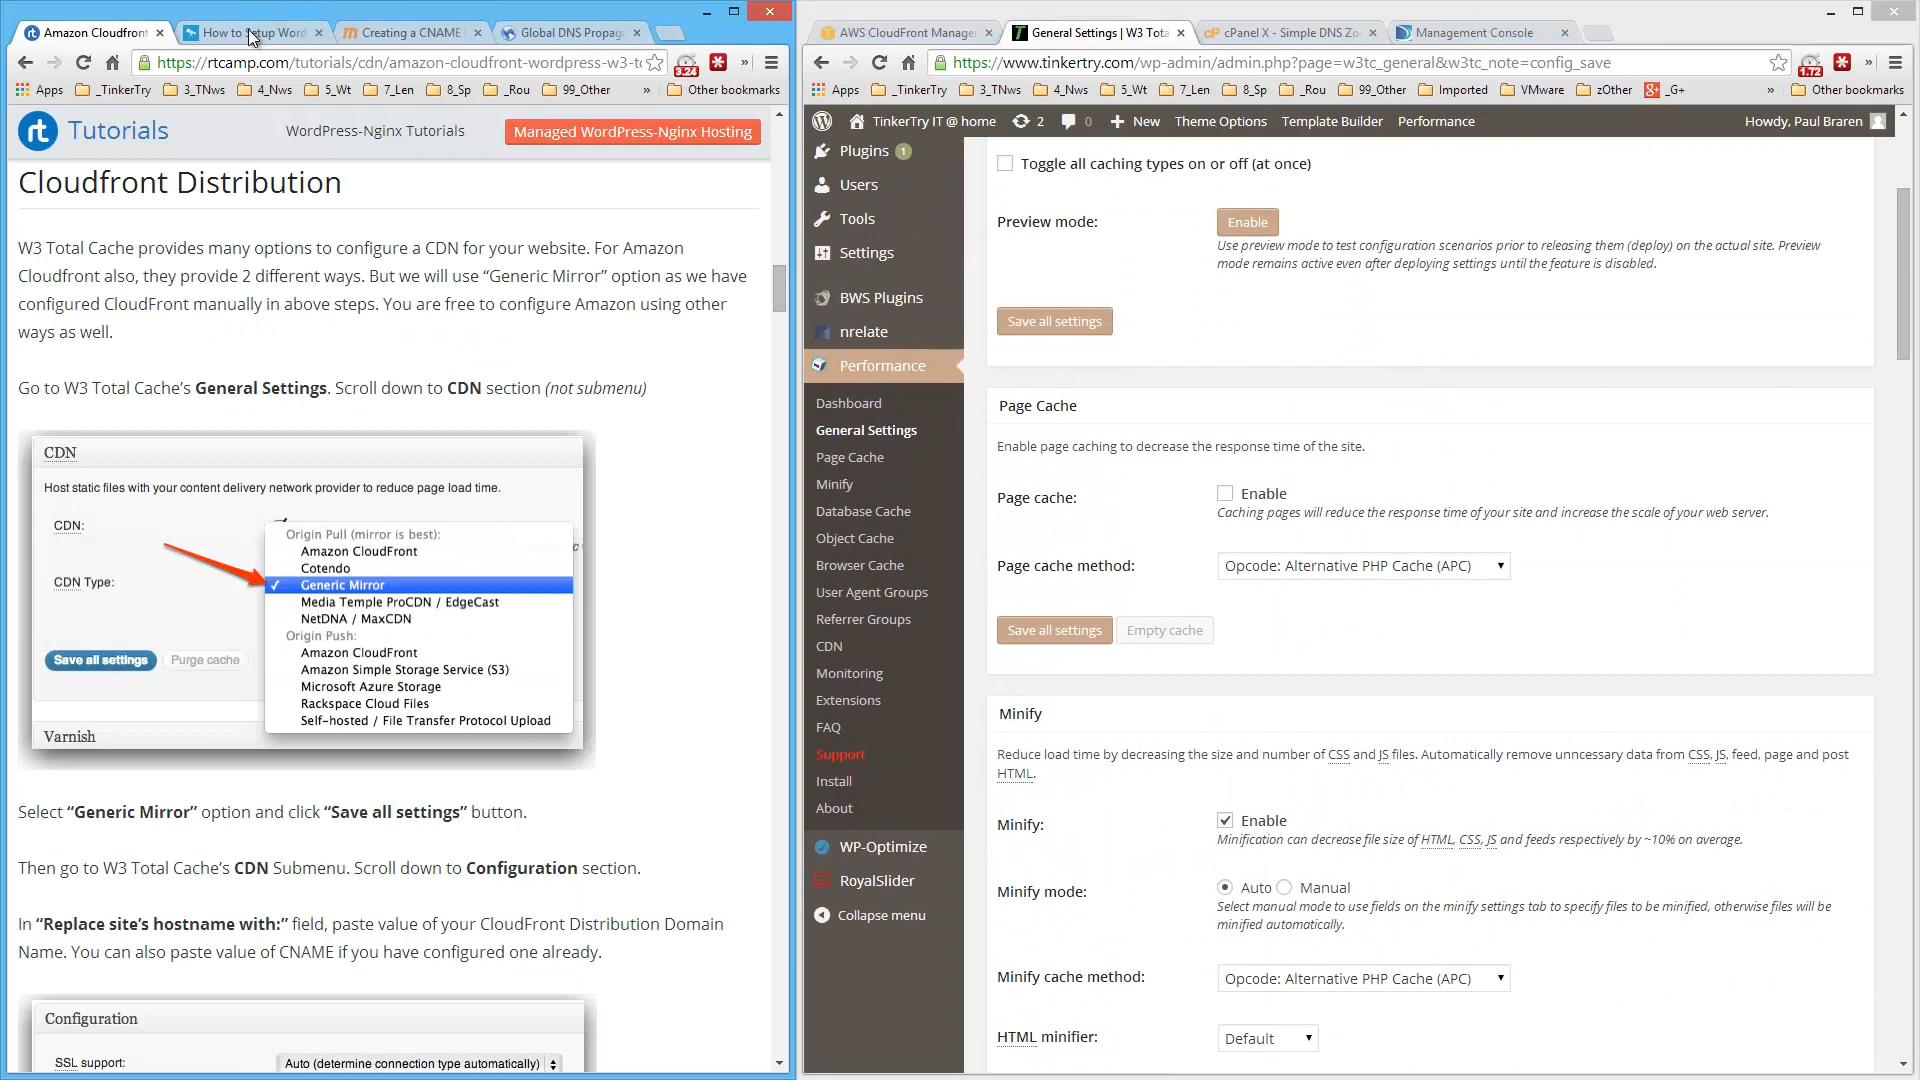 Amazon Cloudfront
How to Setup Word
Creating a CNAME
Global DNS Propag
https://rtcamp.com/tutorials/cdn/amazon-cloudfront-wordpress-w3-to
3.24
Apps
_TinkerTry
3_TNws
4_Nws
5_Wt
7_Len
8_Sp
_Rou
99_Other
»
Other bookmarks
rt Tutorials
WordPress-Nginx Tutorials
Managed WordPress-Nginx Hosting
Cloudfront Distribution
W3 Total Cache provides many options to configure a CDN for your website. For Amazon
Cloudfront also, they provide 2 different ways. But we will use “Generic Mirror” option as we have
configured CloudFront manually in above steps. You are free to configure Amazon using other
ways as well.
Go to W3 Total Cache’s General Settings. Scroll down to CDN section (not submenu)
CDN
Host static files with your content delivery network provider to reduce page load time.
CDN:
CDN Type:
Origin Pull (mirror is best):
Amazon CloudFront
Cotendo
✓ Generic Mirror
Media Temple ProCDN / EdgeCast
NetDNA / MaxCDN
Origin Push:
Amazon CloudFront
Amazon Simple Storage Service (S3)
Microsoft Azure Storage
Rackspace Cloud Files
Self-hosted / File Transfer Protocol Upload
Save all settings
Purge cache
Varnish
Select “Generic Mirror” option and click “Save all settings” button.
Then go to W3 Total Cache’s CDN Submenu. Scroll down to Configuration section.
In “Replace site’s hostname with:” field, paste value of your CloudFront Distribution Domain
Name. You can also paste value of CNAME if you have configured one already.
Configuration
SSL support:
Auto (determine connection type automatically)
AWS CloudFront Manage
General Settings | W3 Tota
cPanel X - Simple DNS Zo
Management Console
https://www.tinkertry.com/wp-admin/admin.php?page=w3tc_general&w3tc_note=config_save
1.72
Apps
_TinkerTry
3_TNws
4_Nws
5_Wt
7_Len
8_Sp
_Rou
99_Other
Imported
VMware
zOther
_G+
»
Other bookmarks
TinkerTry IT @ home
2
0
New
Theme Options
Template Builder
Performance
Howdy, Paul Braren
Plugins 1
Users
Tools
Settings
BWS Plugins
nrelate
Performance
Dashboard
General Settings
Page Cache
Minify
Database Cache
Object Cache
Browser Cache
User Agent Groups
Referrer Groups
CDN
Monitoring
Extensions
FAQ
Support
Install
About
WP-Optimize
RoyalSlider
Collapse menu
Toggle all caching types on or off (at once)
Preview mode:
Enable
Use preview mode to test configuration scenarios prior to releasing them (deploy) on the actual site. Preview
mode remains active even after deploying settings until the feature is disabled.
Save all settings
Page Cache
Enable page caching to decrease the response time of the site.
Page cache:
Enable
Caching pages will reduce the response time of your site and increase the scale of your web server.
Page cache method:
Opcode: Alternative PHP Cache (APC)
Save all settings
Empty cache
Minify
Reduce load time by decreasing the size and number of CSS and JS files. Automatically remove unncessary data from CSS, JS, feed, page and post
HTML.
Minify:
Enable
Minification can decrease file size of HTML, CSS, JS and feeds respectively by ~10% on average.
Minify mode:
Auto
Manual
Select manual mode to use fields on the minify settings tab to specify files to be minified, otherwise files will be
minified automatically.
Minify cache method:
Opcode: Alternative PHP Cache (APC)
HTML minifier:
Default